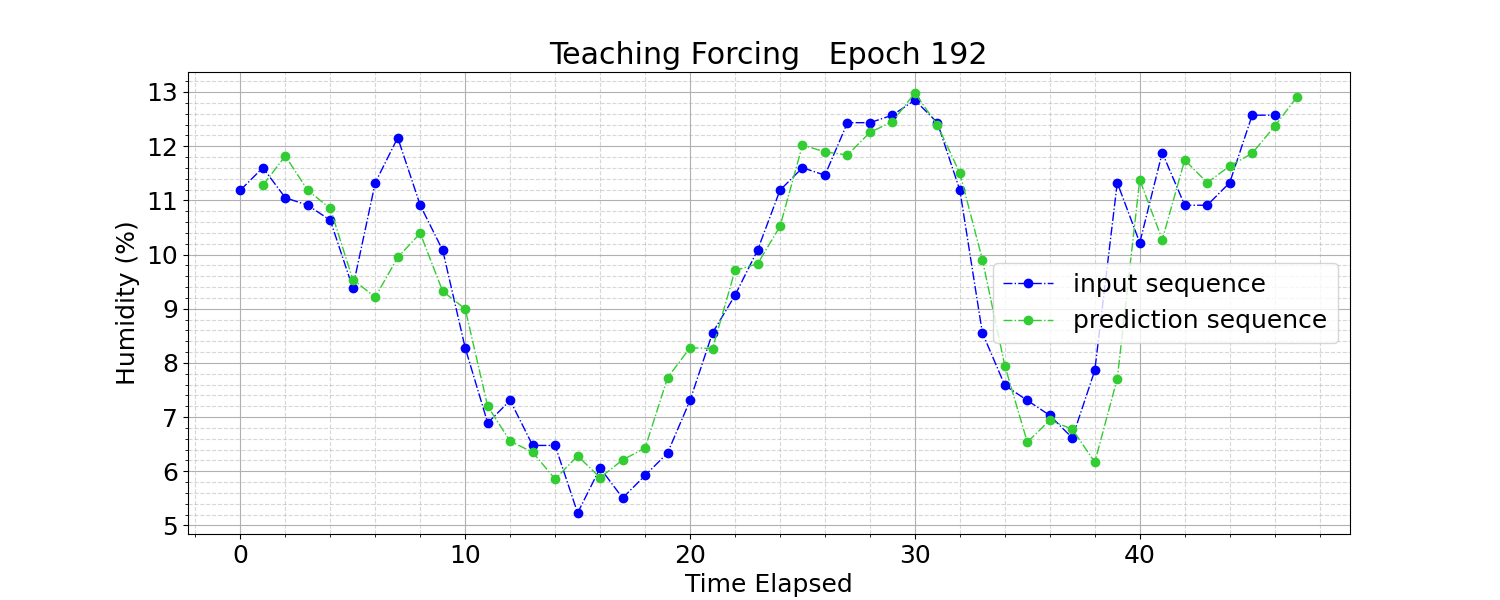 Teaching Forcing   Epoch 192
13
12
11
10
9
8
7
6
5
Humidity (%)
input sequence
prediction sequence
0 10 20 30 40
Time Elapsed